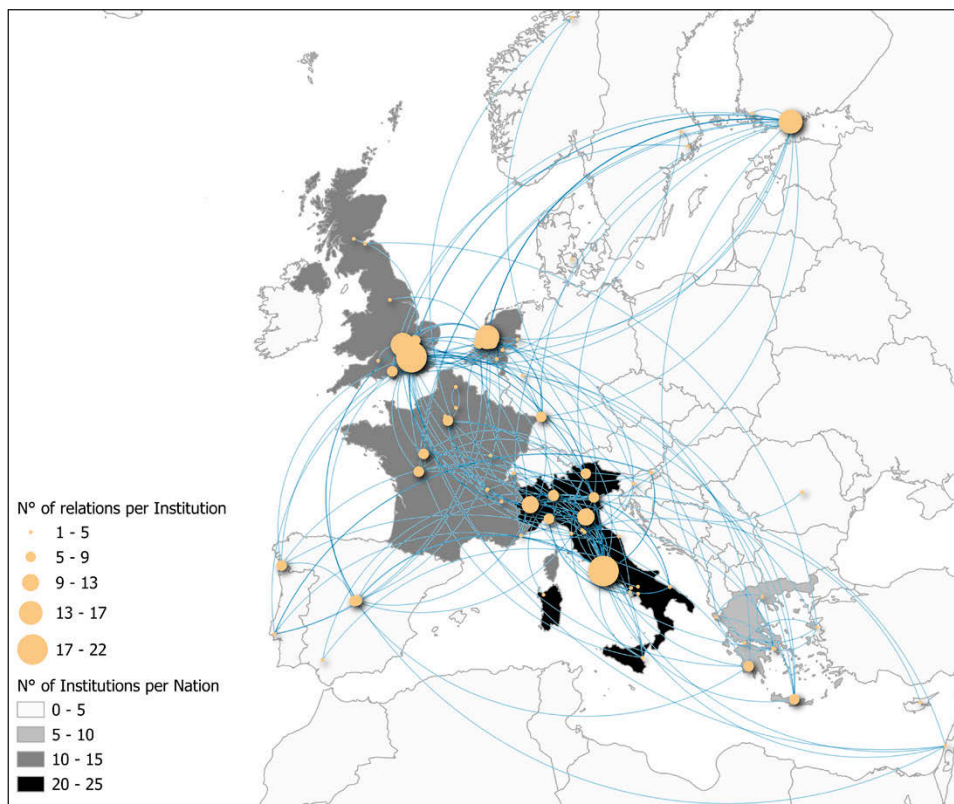 N° of relations per Institution
1 - 5
5 - 9
9 - 13
13 - 17
17 - 22
N° of Institutions per Nation
0 - 5
5 - 10
10 - 15
20 - 25